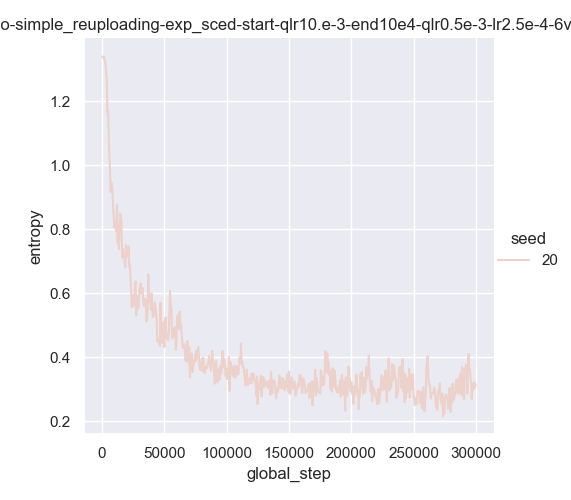 o-simple_reuploading-exp_sced-start-qlr10.e-3-end10e4-qlr0.5e-3-lr2.5e-4-6v
1.2
1.0
0.8
0.6
0.4
0.2
entropy
0 50000 100000 150000 200000 250000 300000
global_step
seed
20